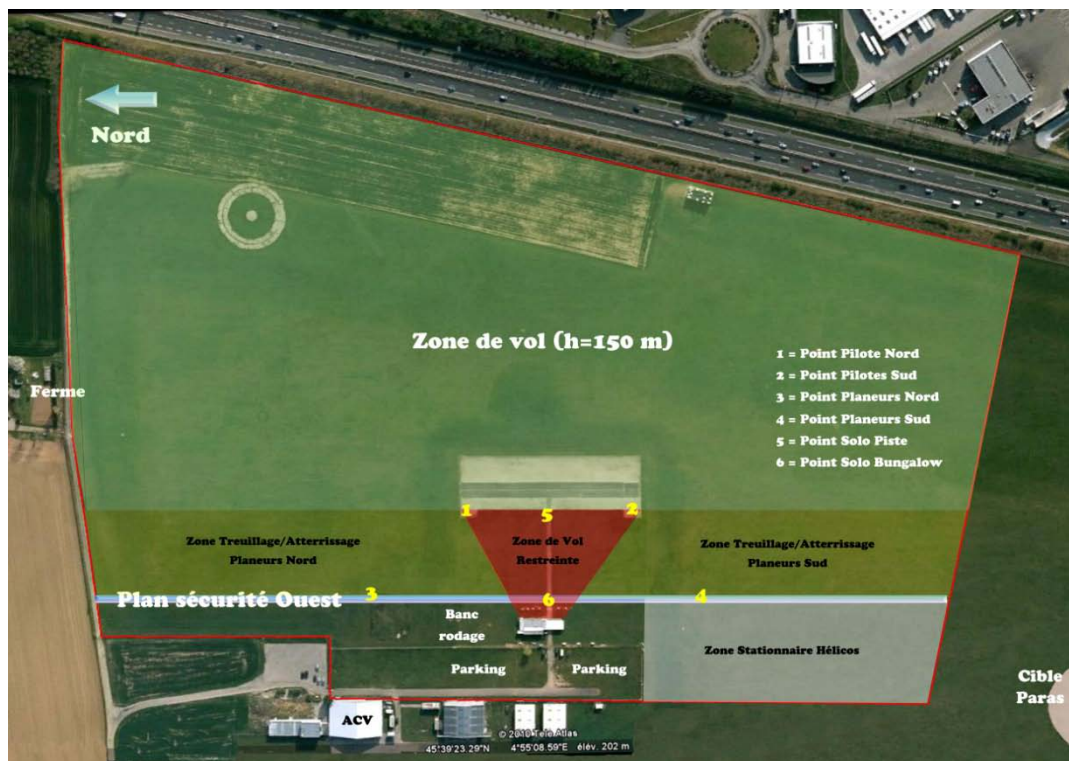 Nord
Zone de vol (h=150 m)
1 = Point Pilote Nord
2 = Point Pilotes Sud
3 = Point Planeurs Nord
4 = Point Planeurs Sud
5 = Point Solo Piste
6 = Point Solo Bungalow
Ferme
1
5
2
Zone Treuillage/Atterrissage
Planeurs Nord
Zone de Vol
Restreinte
Zone Treuillage/Atterrissage
Planeurs Sud
Plan sécurité Ouest
3
6
4
Banc
rodage
Parking
Parking
Zone Stationnaire Hélicos
Cible
Paras
ACV
© 2010 Tele Atlas
45°39'23.29"N 4°55'08.59"E élév. 202 m